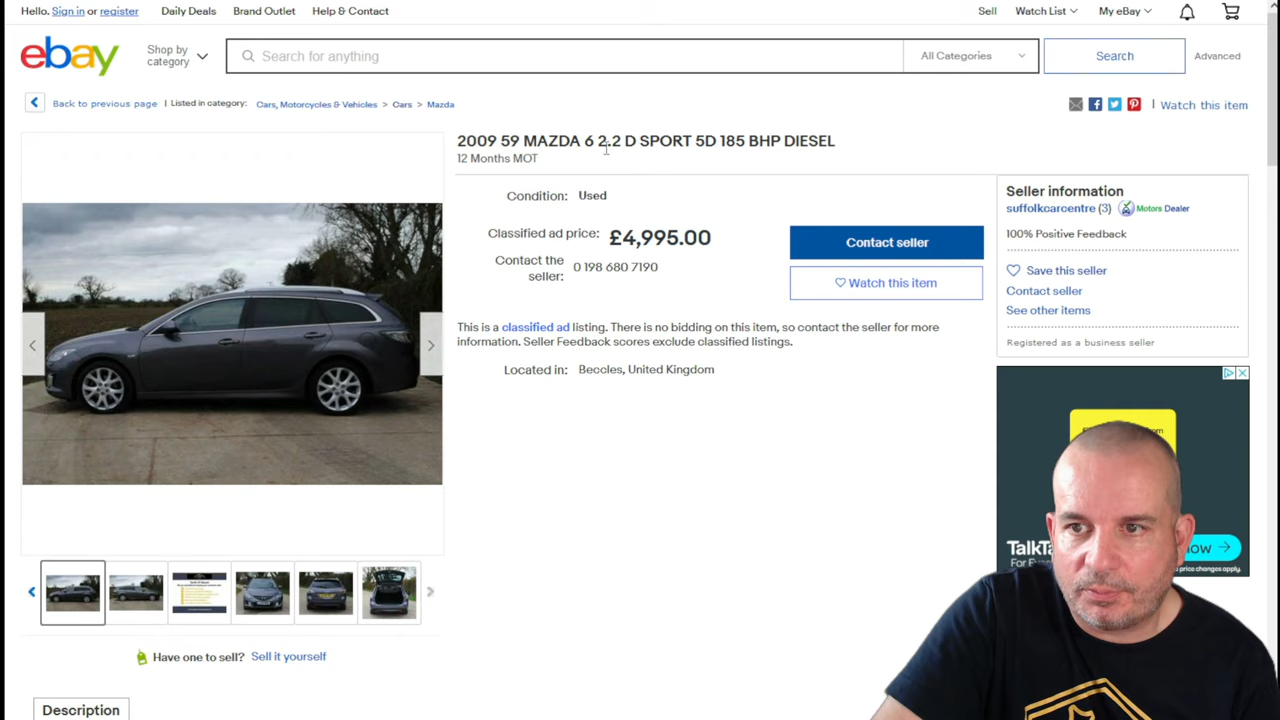 Hello. Sign in or register Daily Deals Brand Outlet Help & Contact Sell Watch List My eBay
ebay Shop by category Search for anything All Categories Search Advanced
Back to previous page | Listed in category: Cars, Motorcycles & Vehicles > Cars > Mazda | Watch this item
2009 59 MAZDA 6 2.2 D SPORT 5D 185 BHP DIESEL
12 Months MOT
Condition: Used
Classified ad price: £4,995.00
Contact the seller: 0 198 680 7190
Contact seller
Watch this item
This is a classified ad listing. There is no bidding on this item, so contact the seller for more
information. Seller Feedback scores exclude classified listings.
Located in: Beccles, United Kingdom
Seller information
suffolkcarcentre (3) Motors Dealer
100% Positive Feedback
Save this seller
Contact seller
See other items
Registered as a business seller
Have one to sell? Sell it yourself
Description